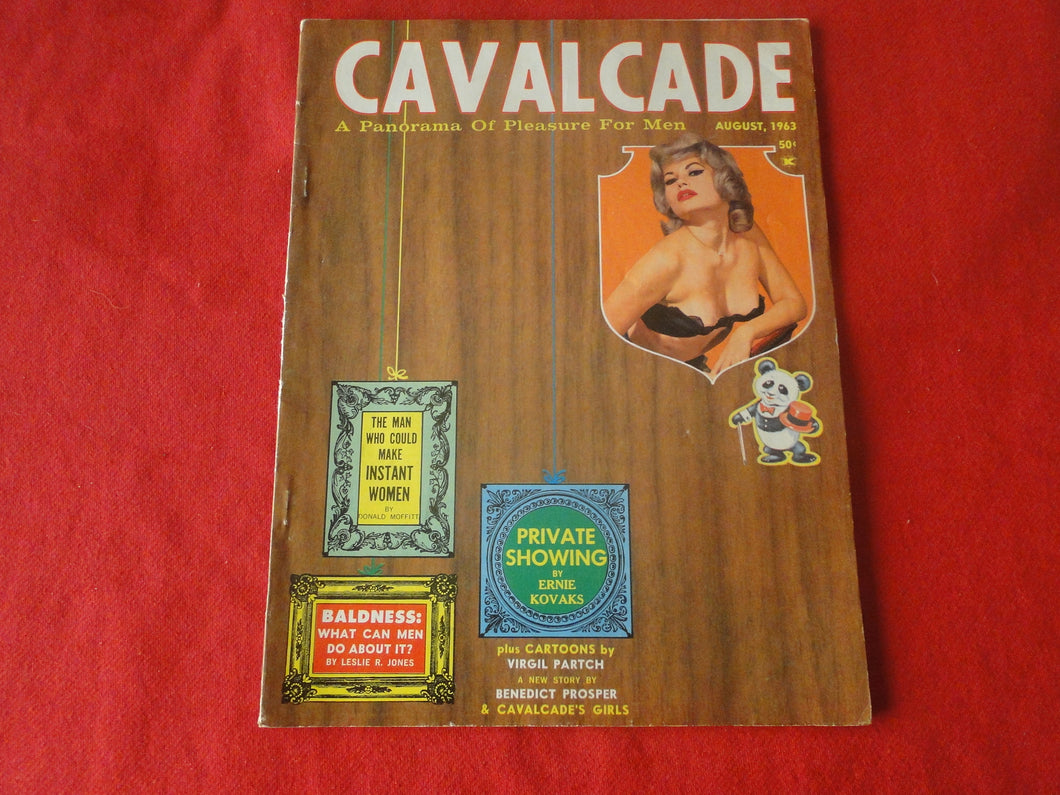 CAVALCADE
A Panorama Of Pleasure For Men
AUGUST, 1963
50¢
K
THE MAN
WHO COULD
MAKE
INSTANT
WOMEN
BY
DONALD MOFFITT
PRIVATE
SHOWING
BY
ERNIE
KOVAKS
BALDNESS:
WHAT CAN MEN
DO ABOUT IT?
BY LESLIE R. JONES
plus CARTOONS by
VIRGIL PARTCH
A NEW STORY BY
BENEDICT PROSPER
& CAVALCADE'S GIRLS